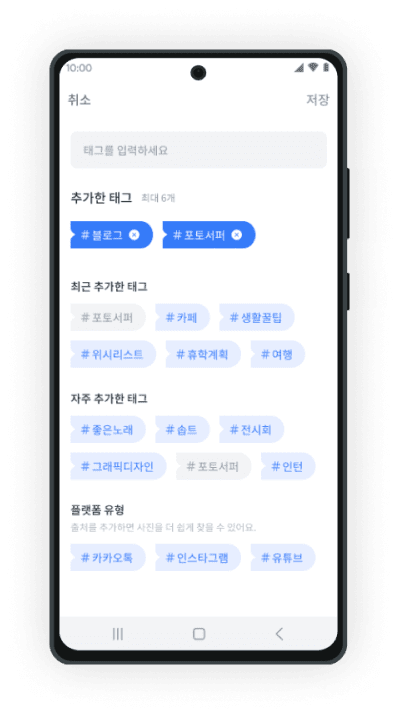 10:00
취소 저장
태그를 입력하세요
추가한 태그 최대 6개
# 블로그 # 포토서퍼
최근 추가한 태그
# 포토서퍼 # 카페 # 생활꿀팁
# 위시리스트 # 휴학계획 # 여행
자주 추가한 태그
# 좋은노래 # 솝트 # 전시회
# 그래픽디자인 # 포토서퍼 # 인턴
플랫폼 유형
출처를 추가하면 사진을 더 쉽게 찾을 수 있어요.
# 카카오톡 # 인스타그램 # 유튜브